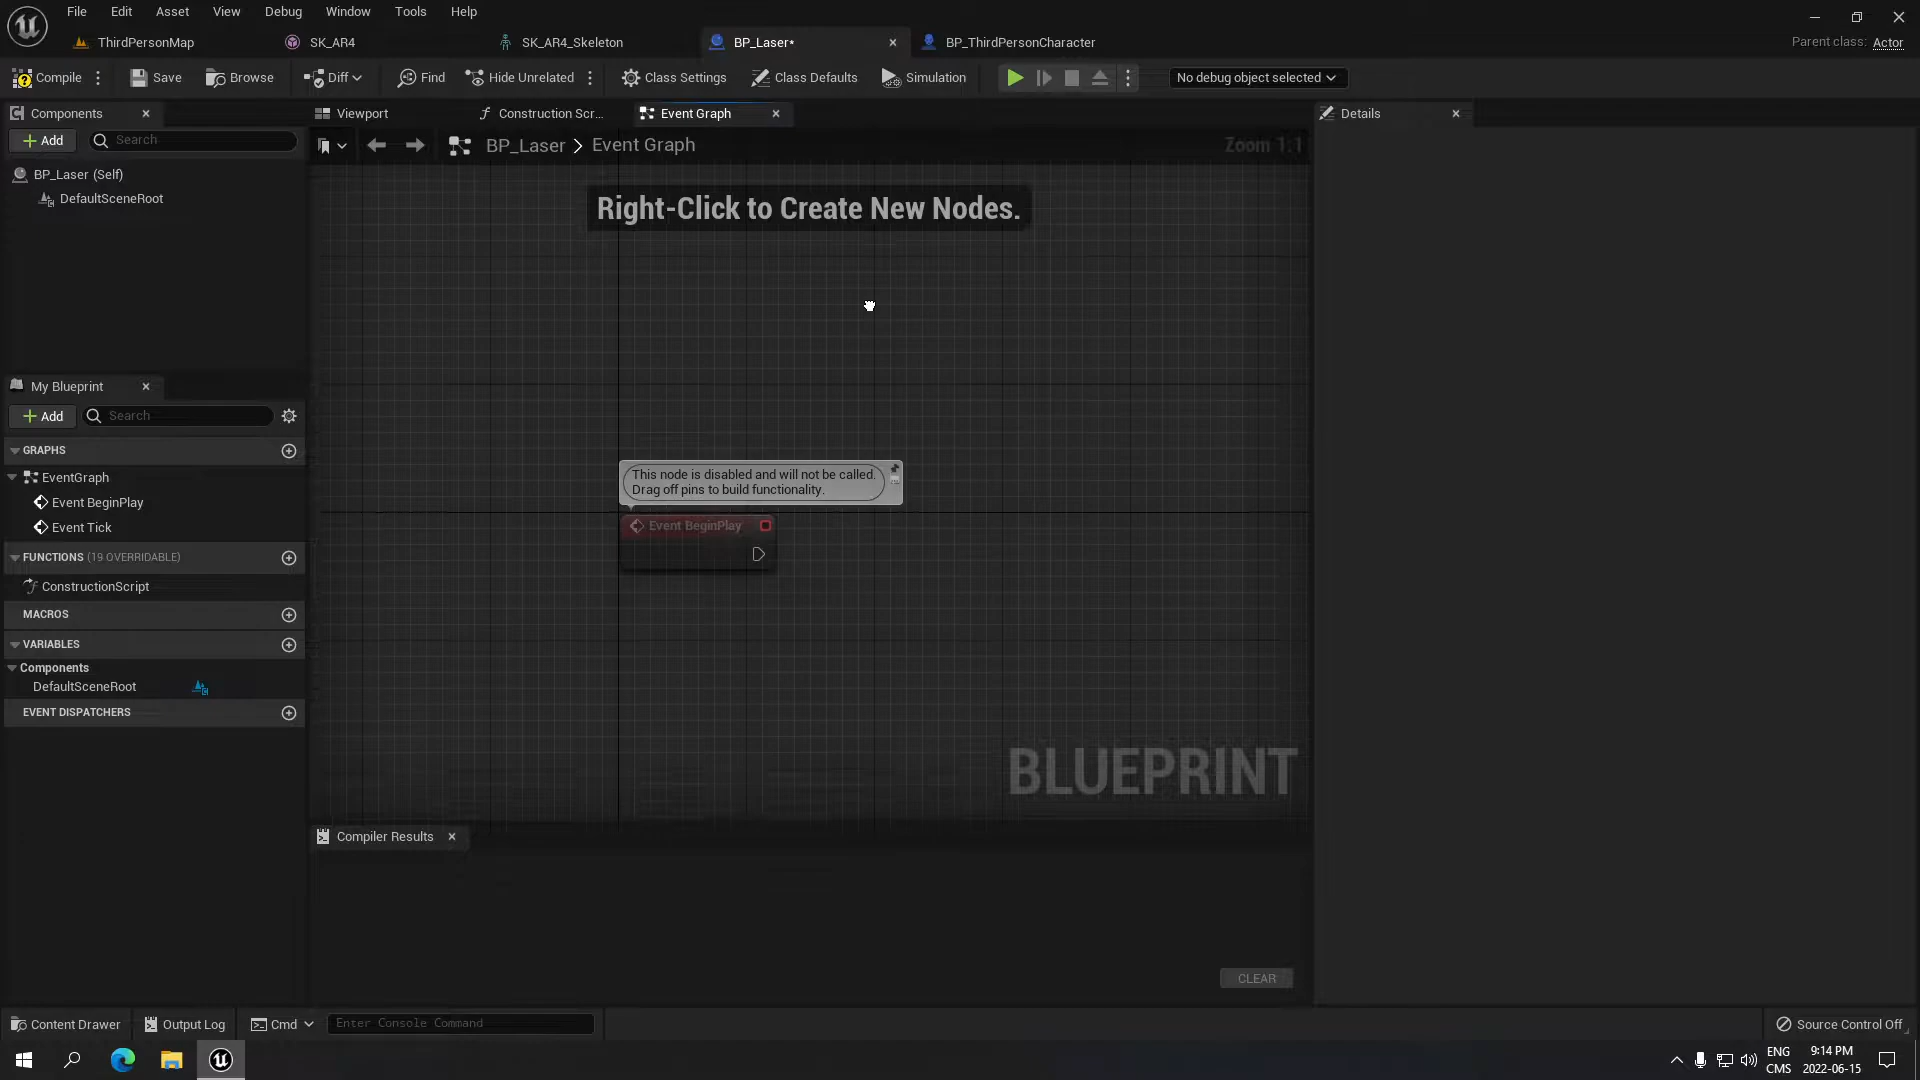 File Edit Asset View Debug Window Tools Help
ThirdPersonMap SK_AR4 SK_AR4_Skeleton BP_Laser* BP_ThirdPersonCharacter Parent class: Actor
Compile Save Browse Diff Find Hide Unrelated Class Settings Class Defaults Simulation No debug object selected
Components
Add Search
BP_Laser (Self)
DefaultSceneRoot
Viewport Construction Scr... Event Graph
BP_Laser > Event Graph Zoom 1:1
Right-Click to Create New Nodes.
This node is disabled and will not be called.
Drag off pins to build functionality.
Event BeginPlay
BLUEPRINT
Details
My Blueprint
Add Search
GRAPHS
EventGraph
Event BeginPlay
Event Tick
FUNCTIONS (19 OVERRIDABLE)
ConstructionScript
MACROS
VARIABLES
Components
DefaultSceneRoot
EVENT DISPATCHERS
Compiler Results
CLEAR
Content Drawer Output Log Cmd Enter Console Command Source Control Off
ENG
CMS
9:14 PM
2022-06-15